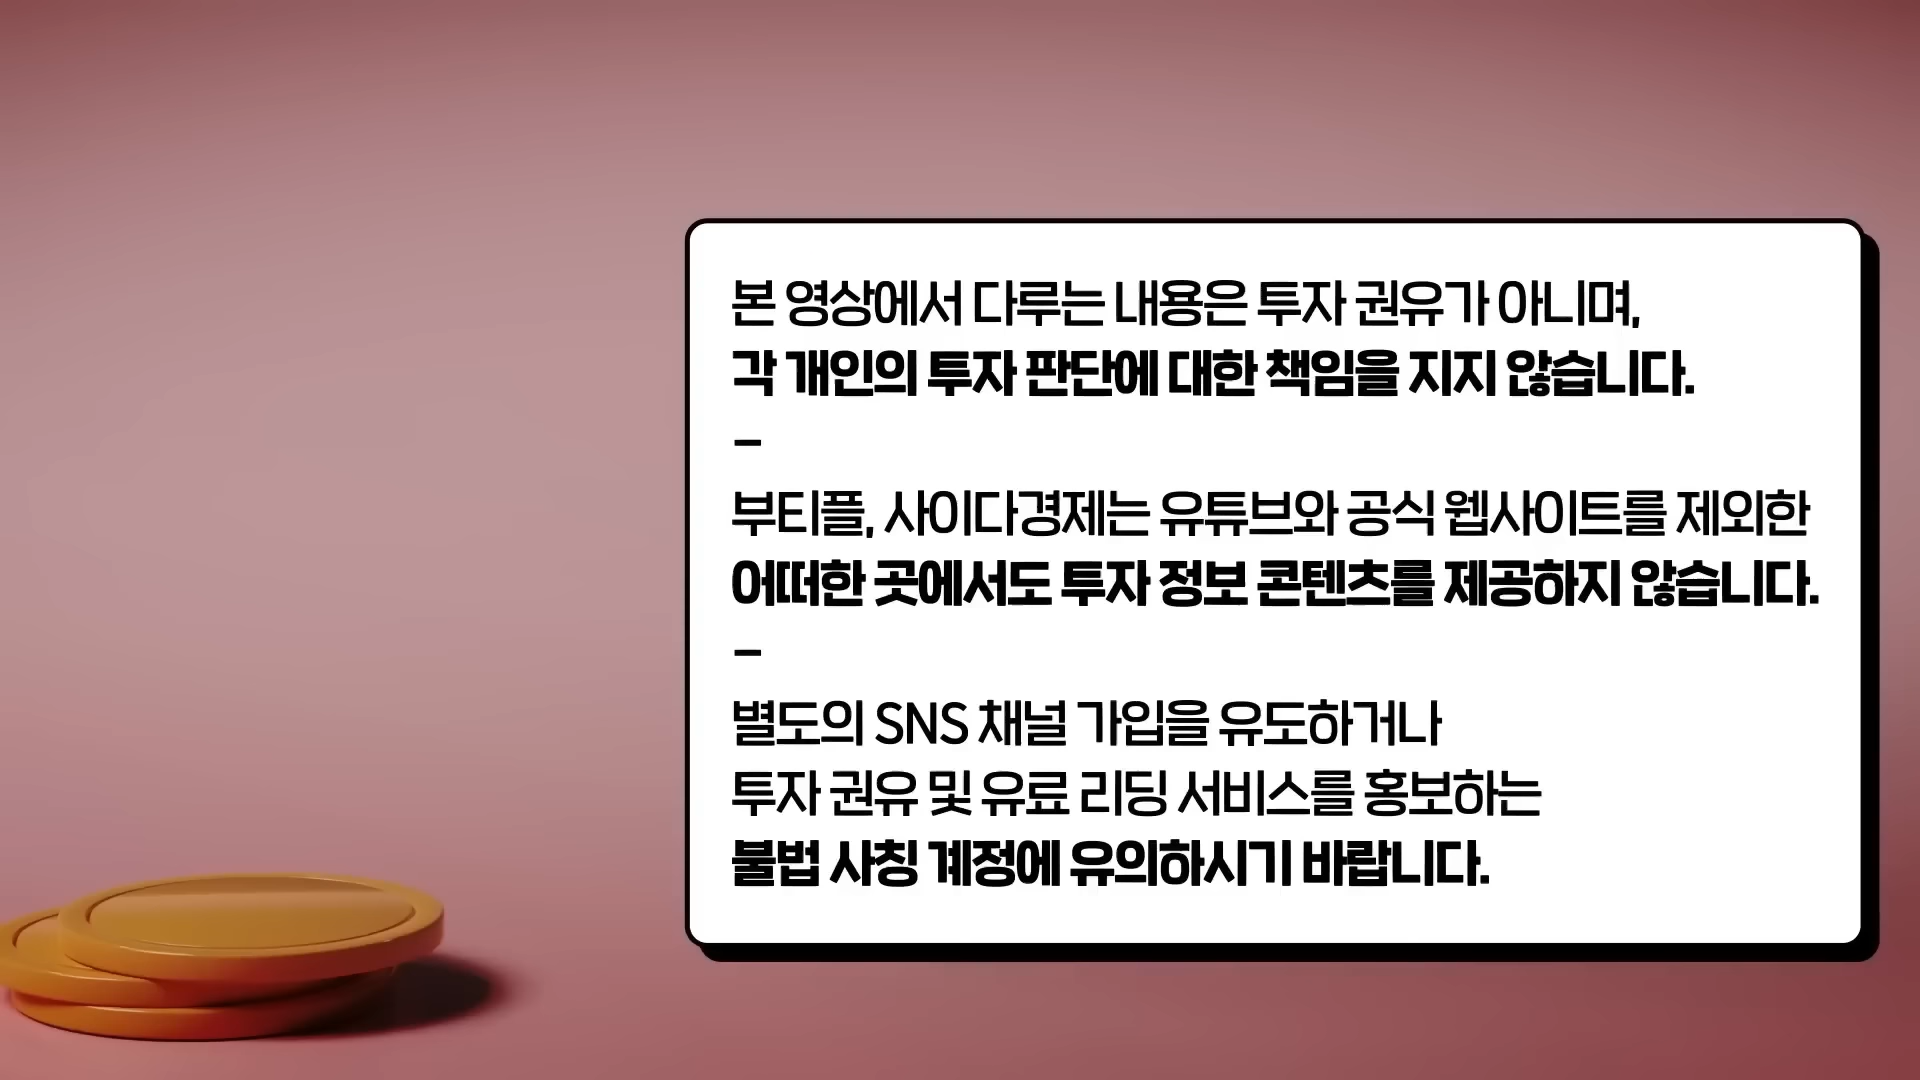 본 영상에서 다루는 내용은 투자 권유가 아니며,
각 개인의 투자 판단에 대한 책임을 지지 않습니다.
–
부티플, 사이다경제는 유튜브와 공식 웹사이트를 제외한
어떠한 곳에서도 투자 정보 콘텐츠를 제공하지 않습니다.
–
별도의 SNS 채널 가입을 유도하거나
투자 권유 및 유료 리딩 서비스를 홍보하는
불법 사칭 계정에 유의하시기 바랍니다.